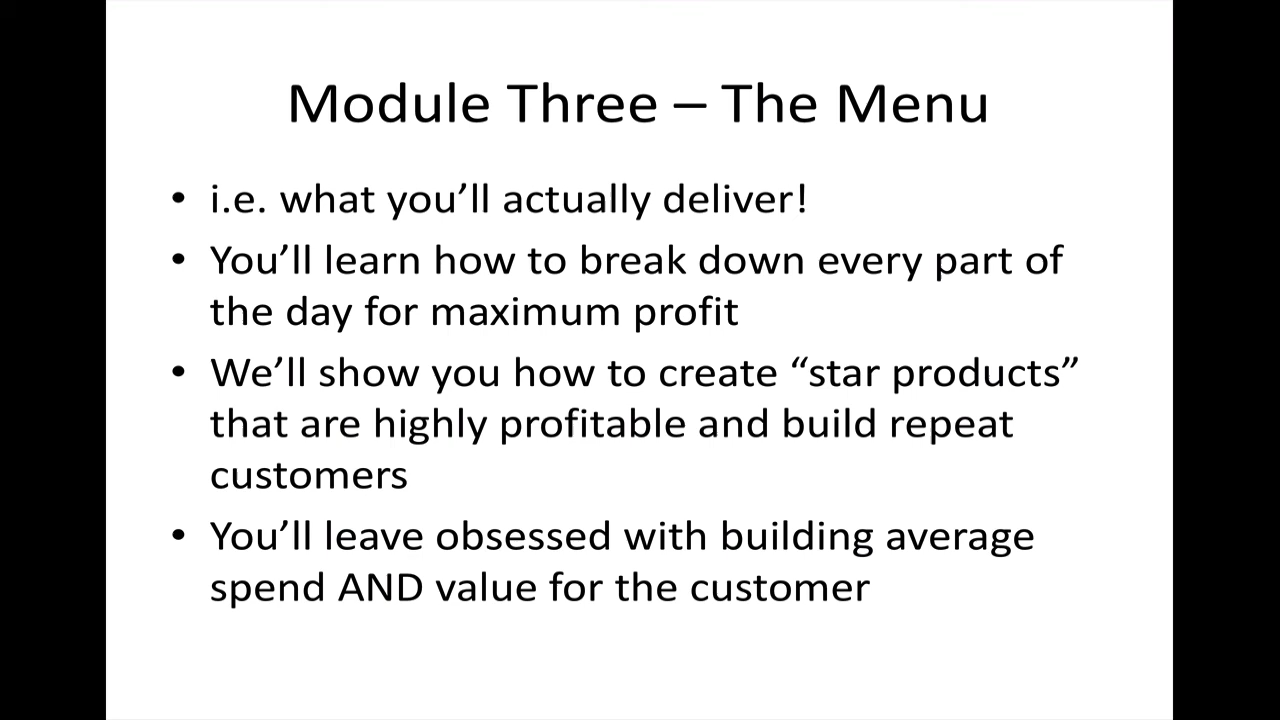 Module Three – The Menu
• i.e. what you’ll actually deliver!
• You’ll learn how to break down every part of
the day for maximum profit
• We’ll show you how to create “star products”
that are highly profitable and build repeat
customers
• You’ll leave obsessed with building average
spend AND value for the customer